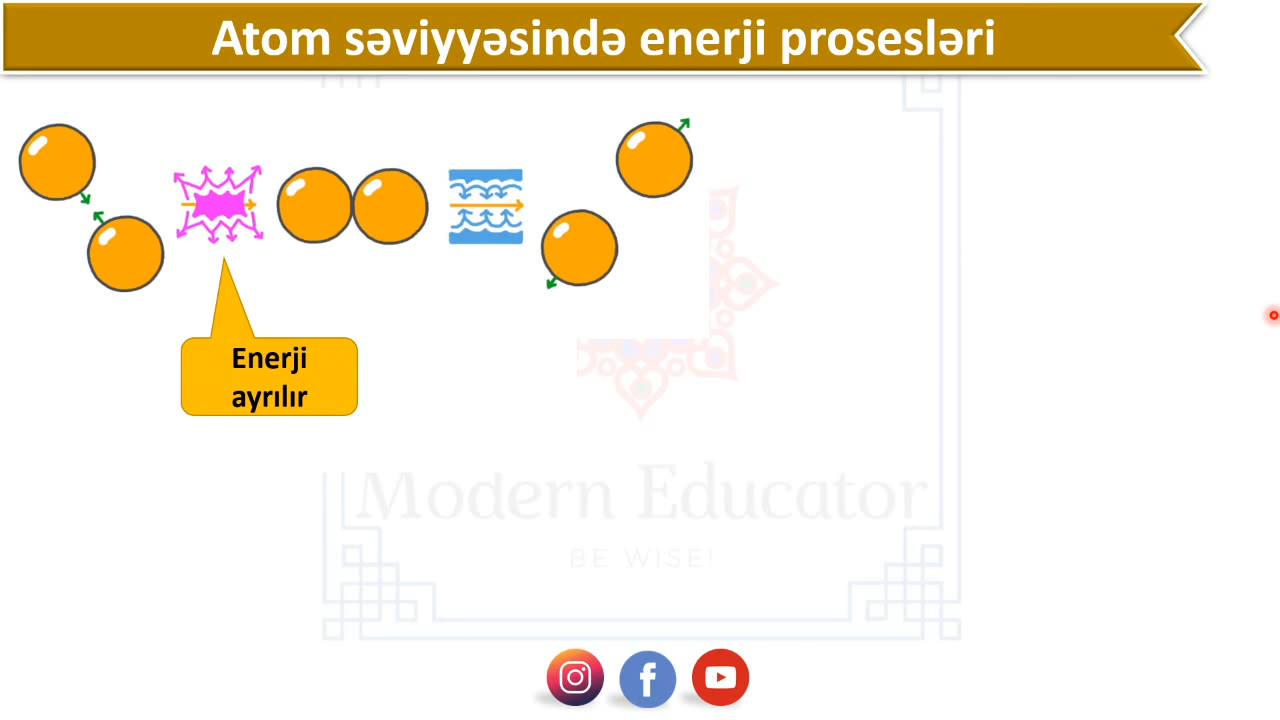 Atom səviyyəsində enerji prosesləri
Enerji
ayrılır
Modern Educator
BE WISE!